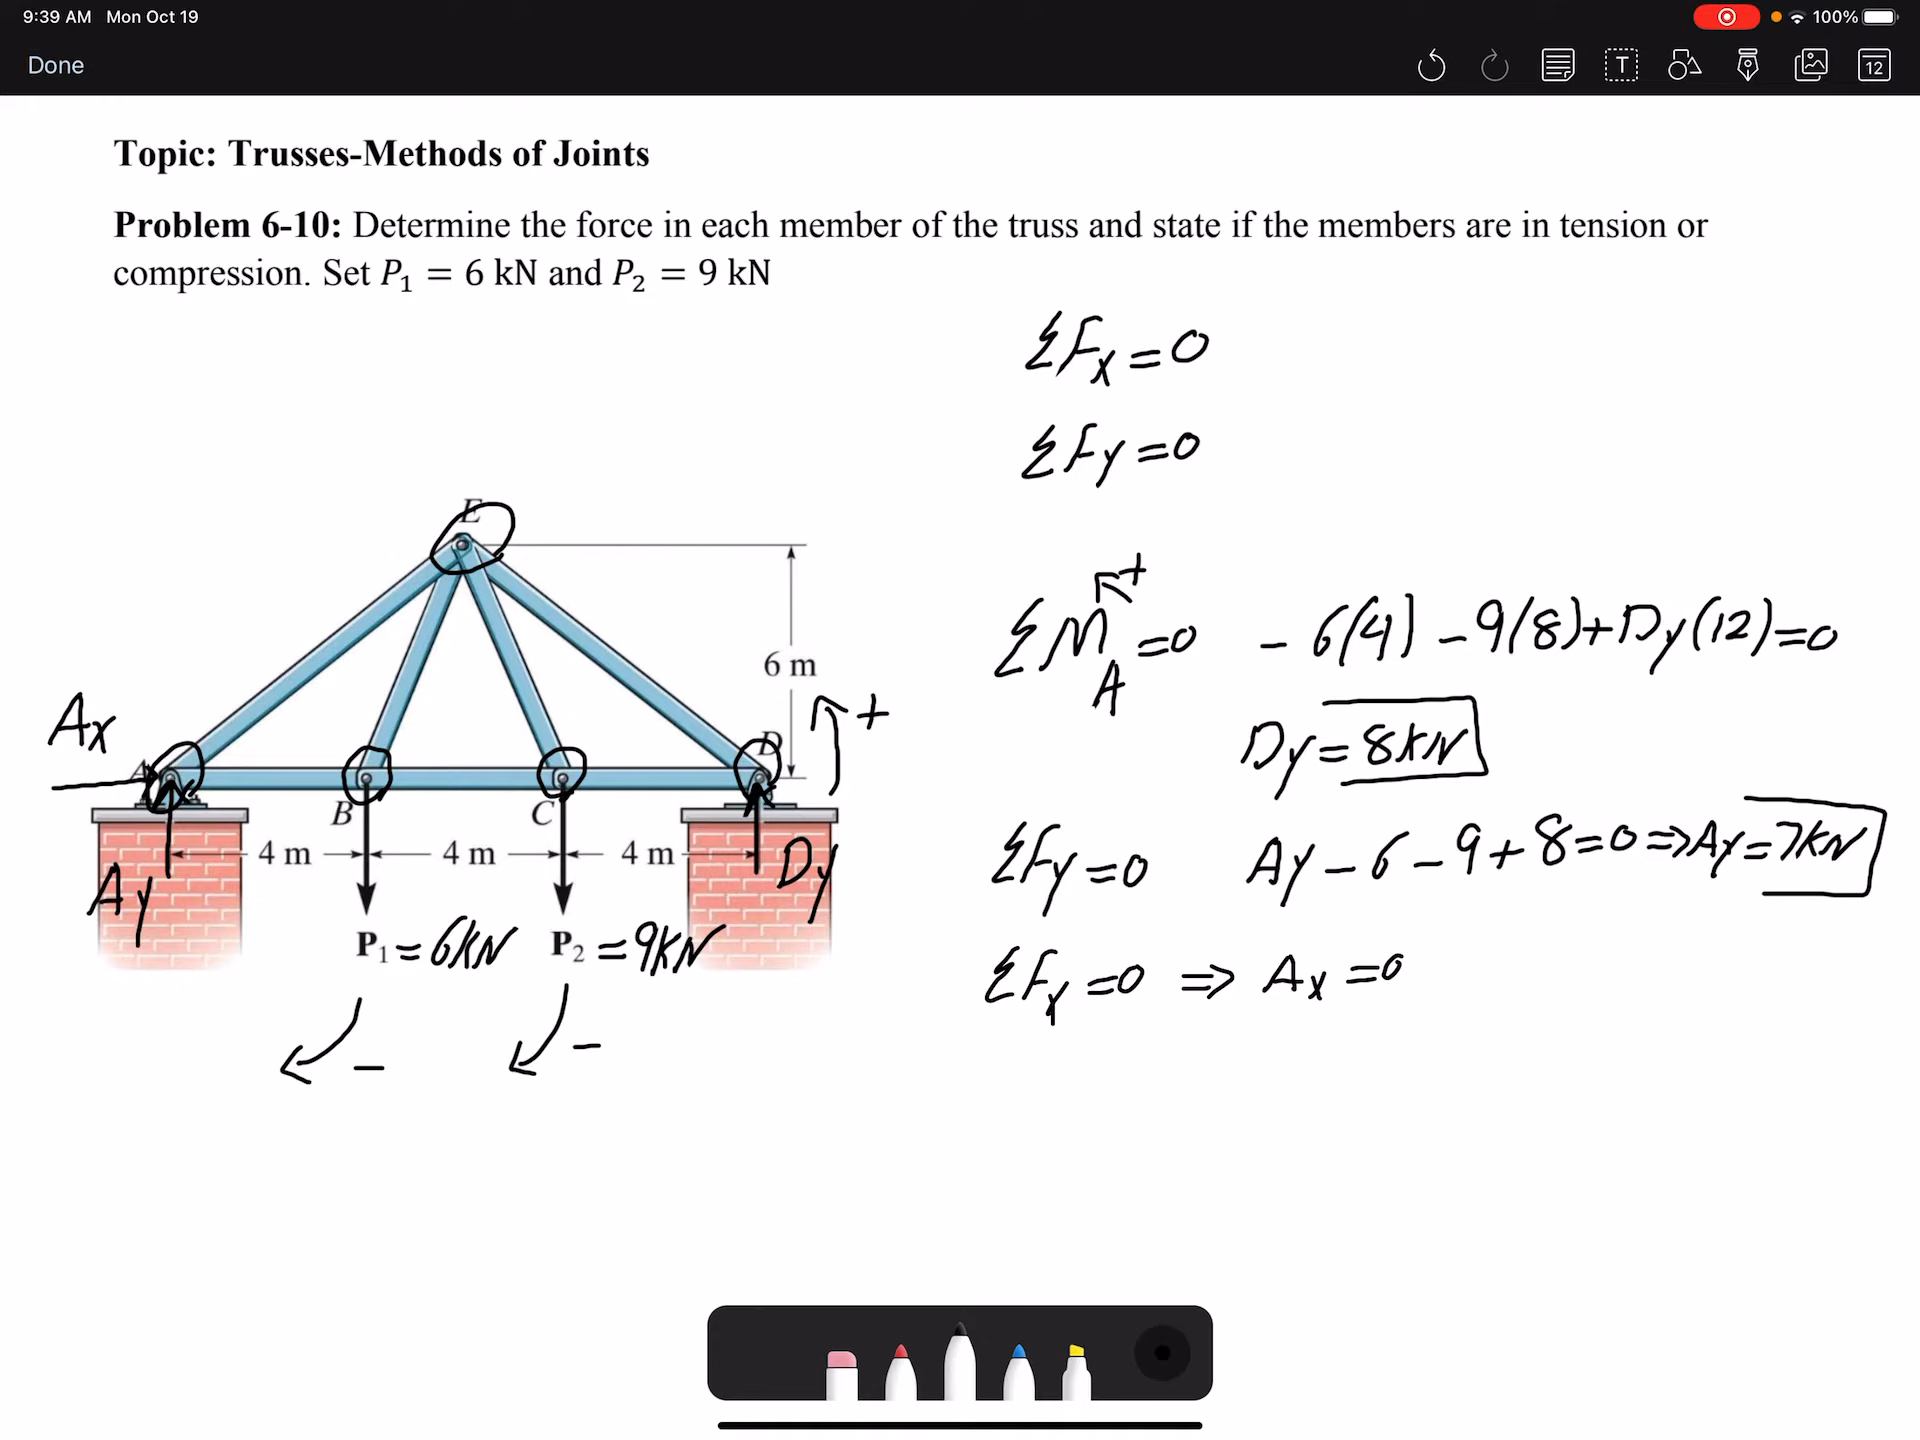 9:39 AM Mon Oct 19
100%
Done
T
12
Topic: Trusses-Methods of Joints
Problem 6-10: Determine the force in each member of the truss and state if the members are in tension or
compression. Set P₁ = 6 kN and P₂ = 9 kN
ΣFx=0
ΣFy=0
E
+
ΣM_A=0 -6(4)-9(8)+Dy(12)=0
6 m
Ax
+
D
Dy=8kN
A
B
C
4 m
4 m
4 m
Ay
Dy
ΣFy=0 Ay-6-9+8=0⇒Ay=7kN
P₁=6kN
P₂=9kN
ΣFx=0 ⇒ Ax=0
-
-